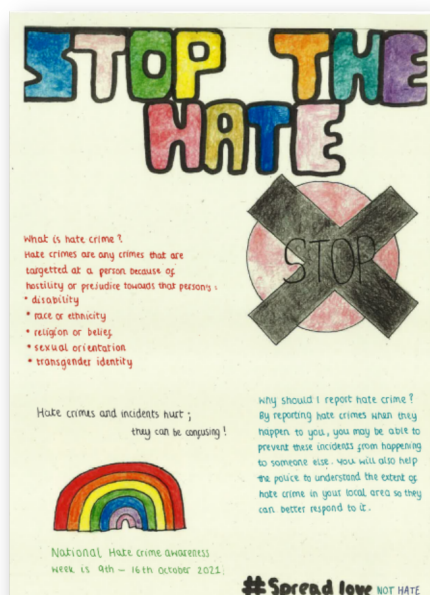 STOP THE
HATE
STOP
What is hate crime?
Hate crimes are any crimes that are
targetted at a person because of
hostility or prejudice towards that person's:
* disability
* race or ethnicity
* religion or belief
* sexual orientation
* transgender identity
Hate crimes and incidents hurt;
they can be confusing!
Why should I report hate crime?
By reporting hate crimes when they
happen to you, you may be able to
prevent these incidents from happening
to someone else. You will also help
the police to understand the extent of
hate crime in your local area so they
can better respond to it.
National Hate crime awareness
week is 9th - 16th October 2021.
#Spread love NOT HATE